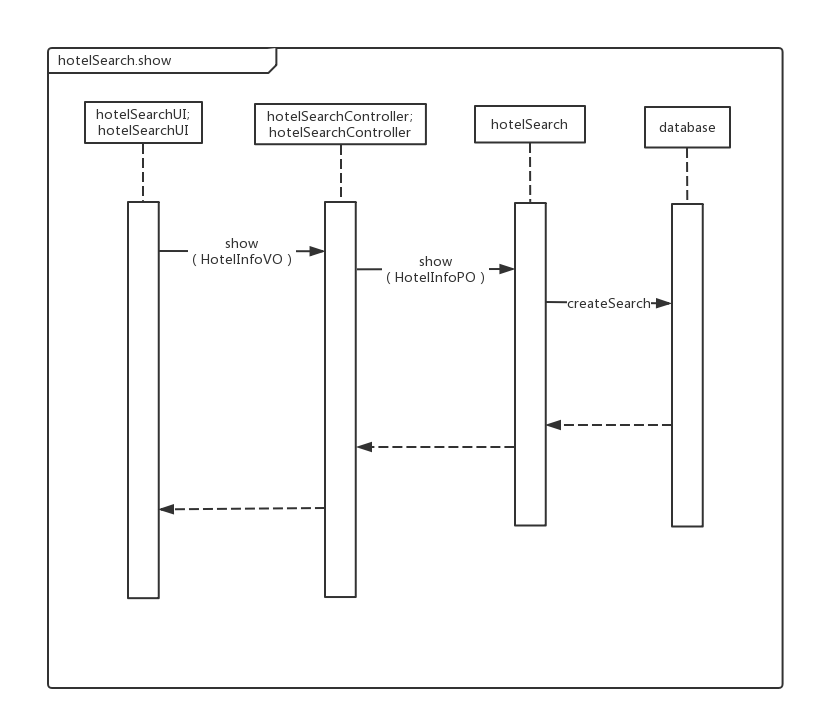 hotelSearch.show
hotelSearchUI;
hotelSearchUI
hotelSearchController;
hotelSearchController
hotelSearch
database
show
( HotelInfoVO )
show
( HotelInfoPO )
createSearch